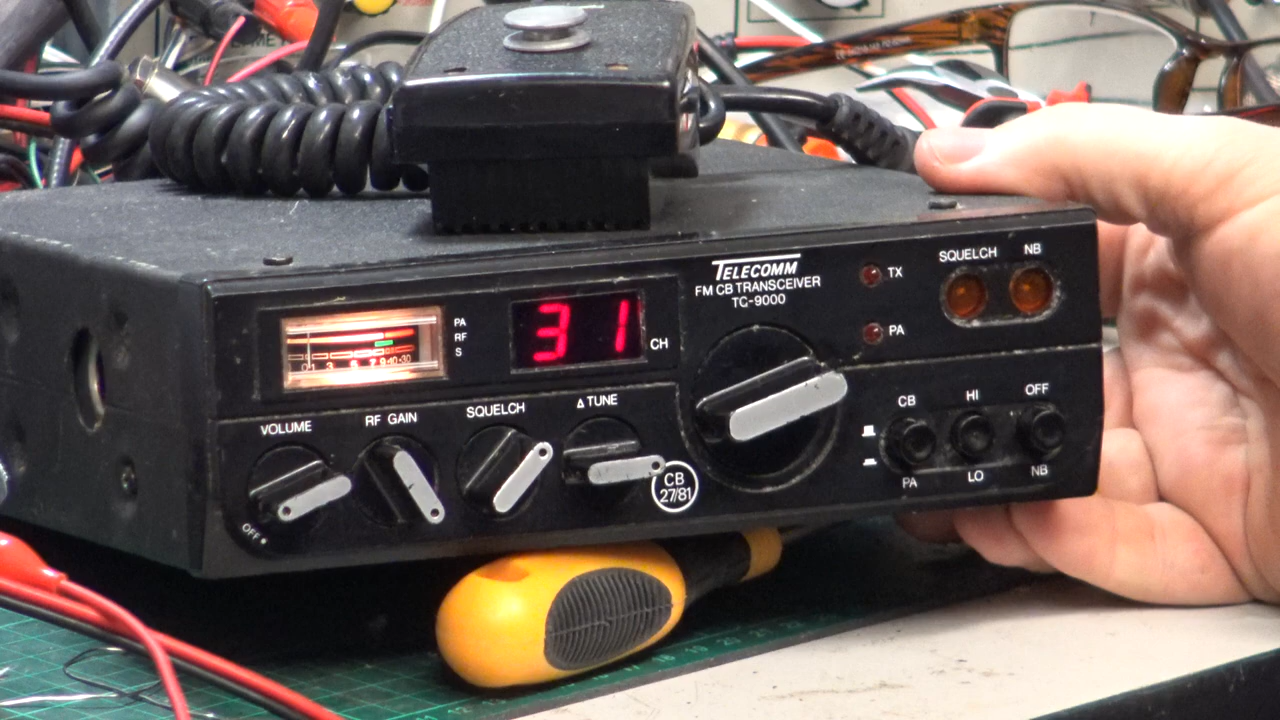 TELECOMM
FM CB TRANSCEIVER
TC-9000
TX
PA
SQUELCH NB
PA
RF
S
31
CH
VOLUME
OFF
RF GAIN
SQUELCH
Δ TUNE
CB
27/81
CB
PA
HI
LO
OFF
NB